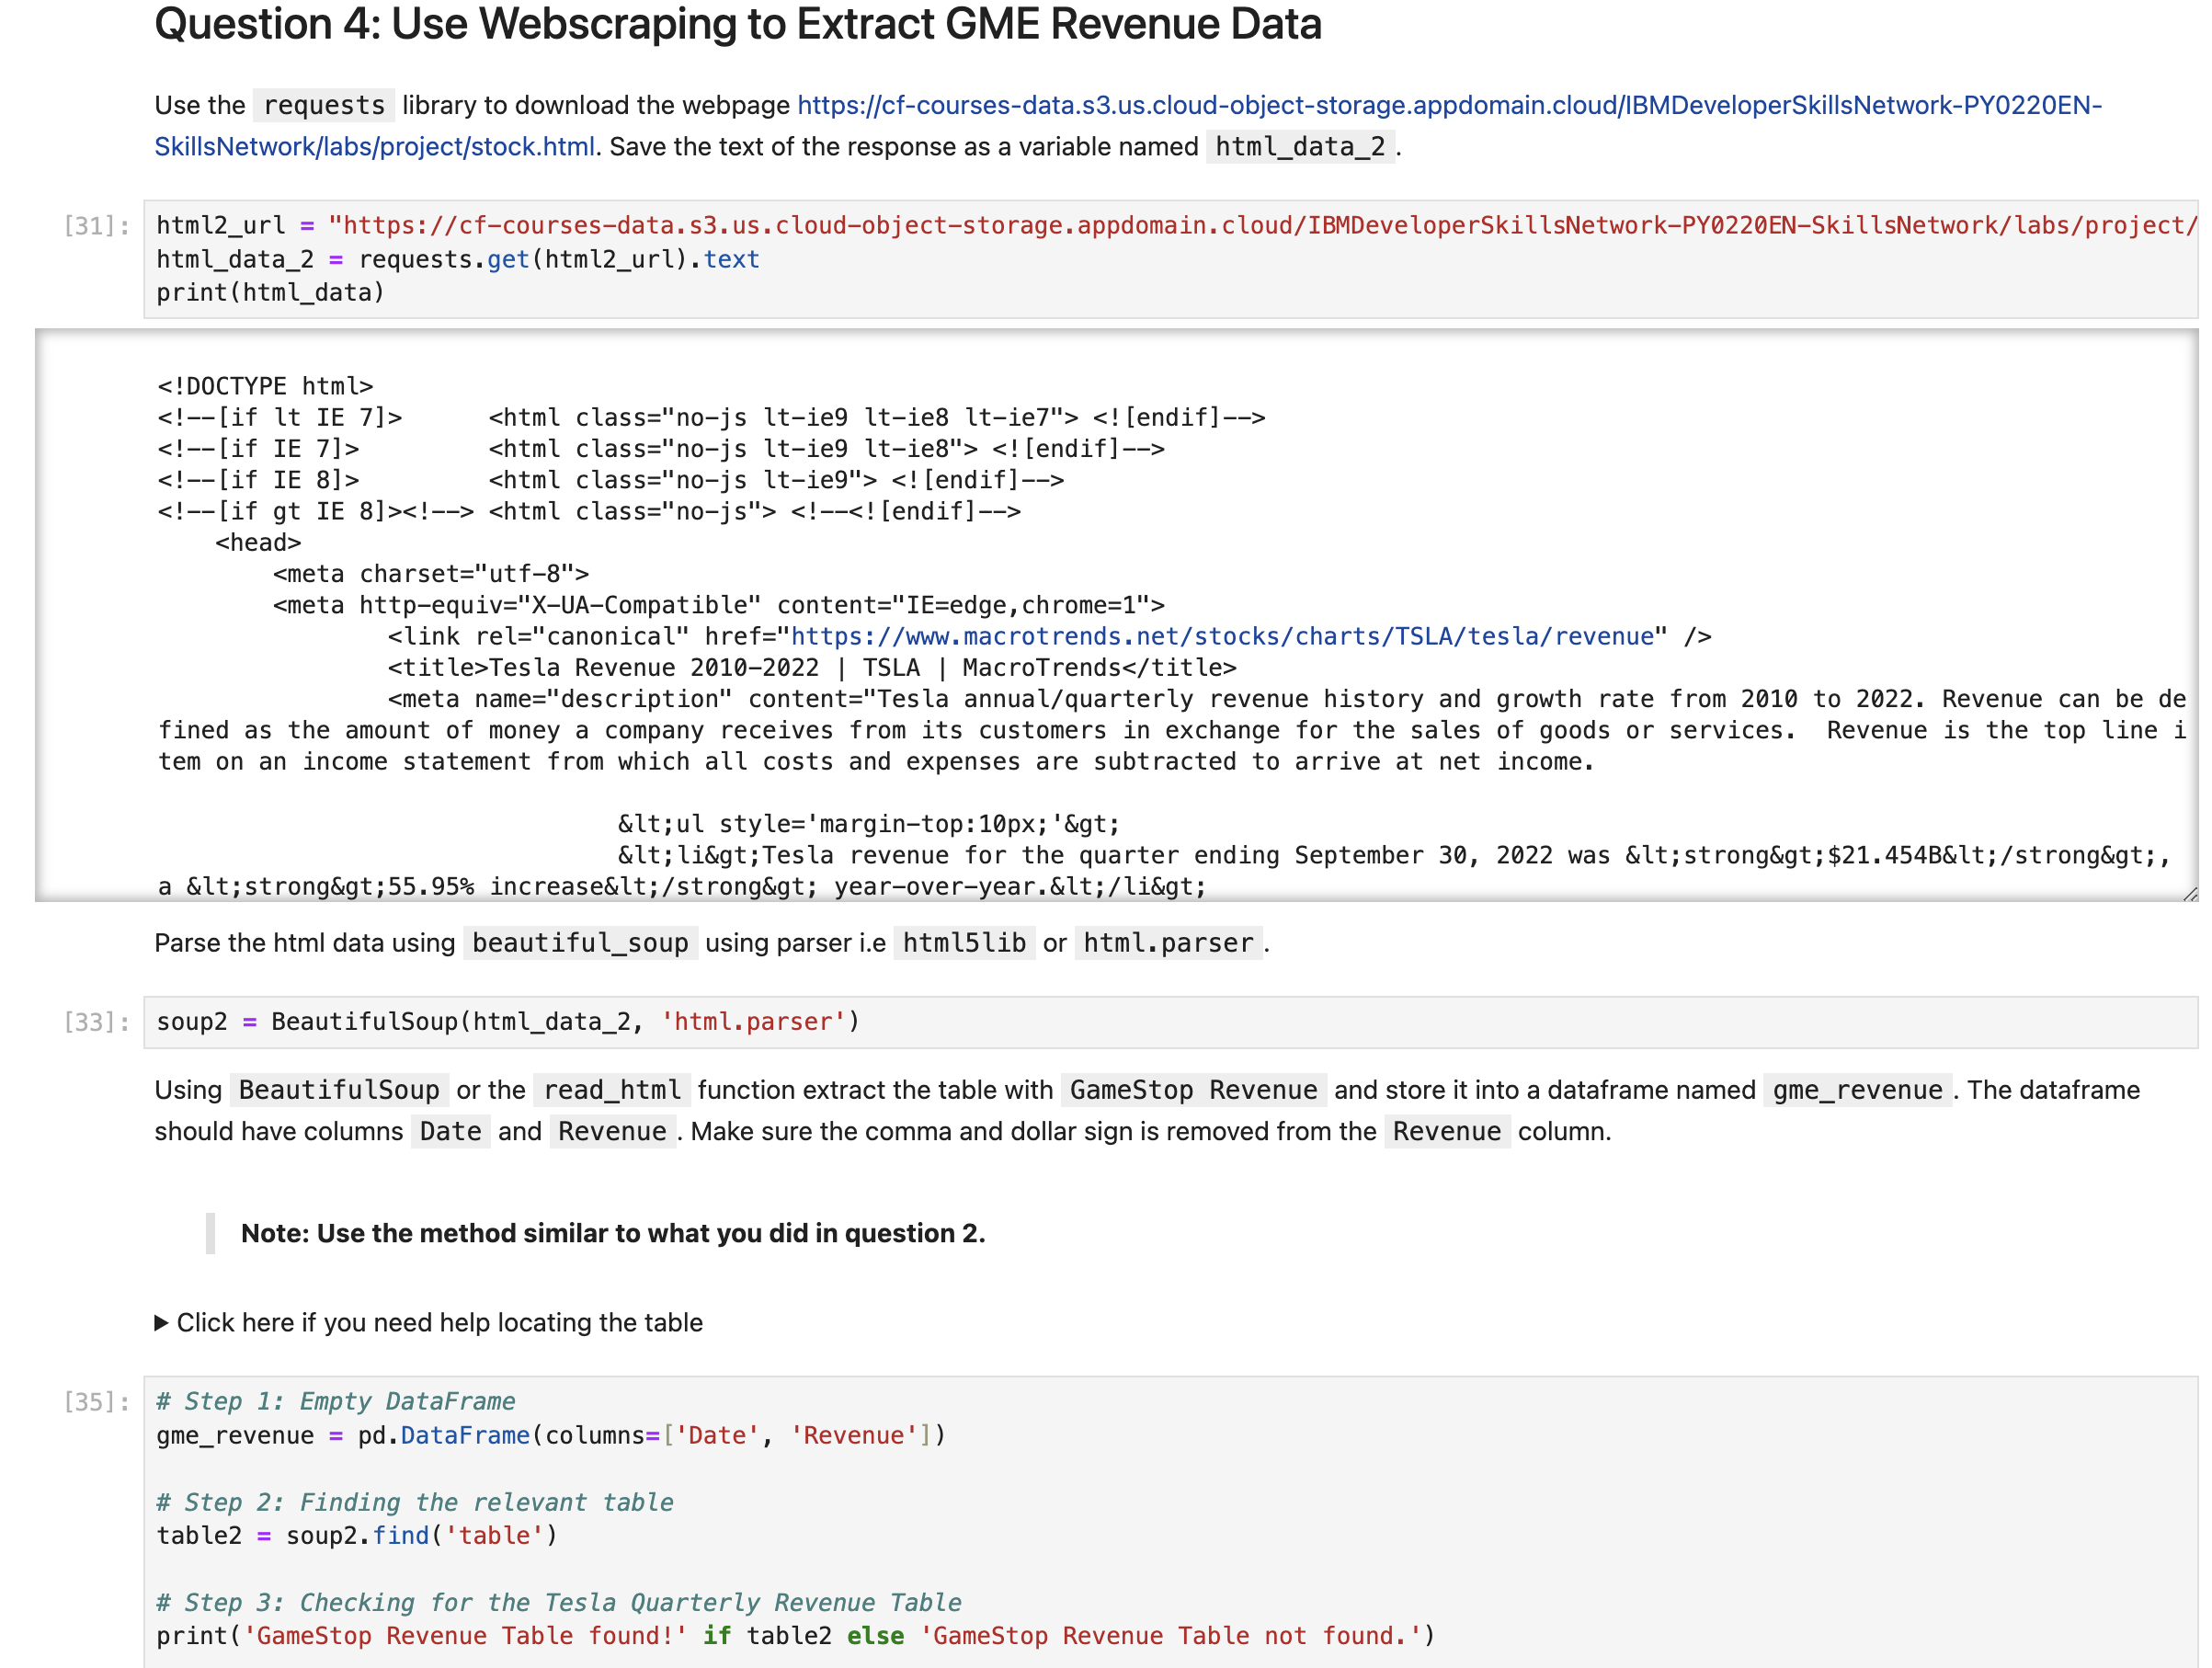 Question 4: Use Webscraping to Extract GME Revenue Data
Use the requests library to download the webpage https://cf-courses-data.s3.us.cloud-object-storage.appdomain.cloud/IBMDeveloperSkillsNetwork-PY0220EN-
SkillsNetwork/labs/project/stock.html. Save the text of the response as a variable named html_data_2.
[31]: html2_url = "https://cf-courses-data.s3.us.cloud-object-storage.appdomain.cloud/IBMDeveloperSkillsNetwork-PY0220EN-SkillsNetwork/labs/project/
html_data_2 = requests.get(html2_url).text
print(html_data)
<!DOCTYPE html>
<!--[if lt IE 7]>      <html class="no-js lt-ie9 lt-ie8 lt-ie7"> <![endif]-->
<!--[if IE 7]>         <html class="no-js lt-ie9 lt-ie8"> <![endif]-->
<!--[if IE 8]>         <html class="no-js lt-ie9"> <![endif]-->
<!--[if gt IE 8]><!--> <html class="no-js"> <!--<![endif]-->
<head>
<meta charset="utf-8">
<meta http-equiv="X-UA-Compatible" content="IE=edge,chrome=1">
<link rel="canonical" href="https://www.macrotrends.net/stocks/charts/TSLA/tesla/revenue" />
<title>Tesla Revenue 2010-2022 | TSLA | MacroTrends</title>
<meta name="description" content="Tesla annual/quarterly revenue history and growth rate from 2010 to 2022. Revenue can be de
fined as the amount of money a company receives from its customers in exchange for the sales of goods or services.  Revenue is the top line i
tem on an income statement from which all costs and expenses are subtracted to arrive at net income.
&lt;ul style='margin-top:10px;'&gt;
&lt;li&gt;Tesla revenue for the quarter ending September 30, 2022 was &lt;strong&gt;$21.454B&lt;/strong&gt;,
a &lt;strong&gt;55.95% increase&lt;/strong&gt; year-over-year.&lt;/li&gt;
Parse the html data using beautiful_soup using parser i.e html5lib or html.parser.
[33]: soup2 = BeautifulSoup(html_data_2, 'html.parser')
Using BeautifulSoup or the read_html function extract the table with GameStop Revenue and store it into a dataframe named gme_revenue. The dataframe
should have columns Date and Revenue. Make sure the comma and dollar sign is removed from the Revenue column.
Note: Use the method similar to what you did in question 2.
▶ Click here if you need help locating the table
[35]: # Step 1: Empty DataFrame
gme_revenue = pd.DataFrame(columns=['Date', 'Revenue'])
# Step 2: Finding the relevant table
table2 = soup2.find('table')
# Step 3: Checking for the Tesla Quarterly Revenue Table
print('GameStop Revenue Table found!' if table2 else 'GameStop Revenue Table not found.')